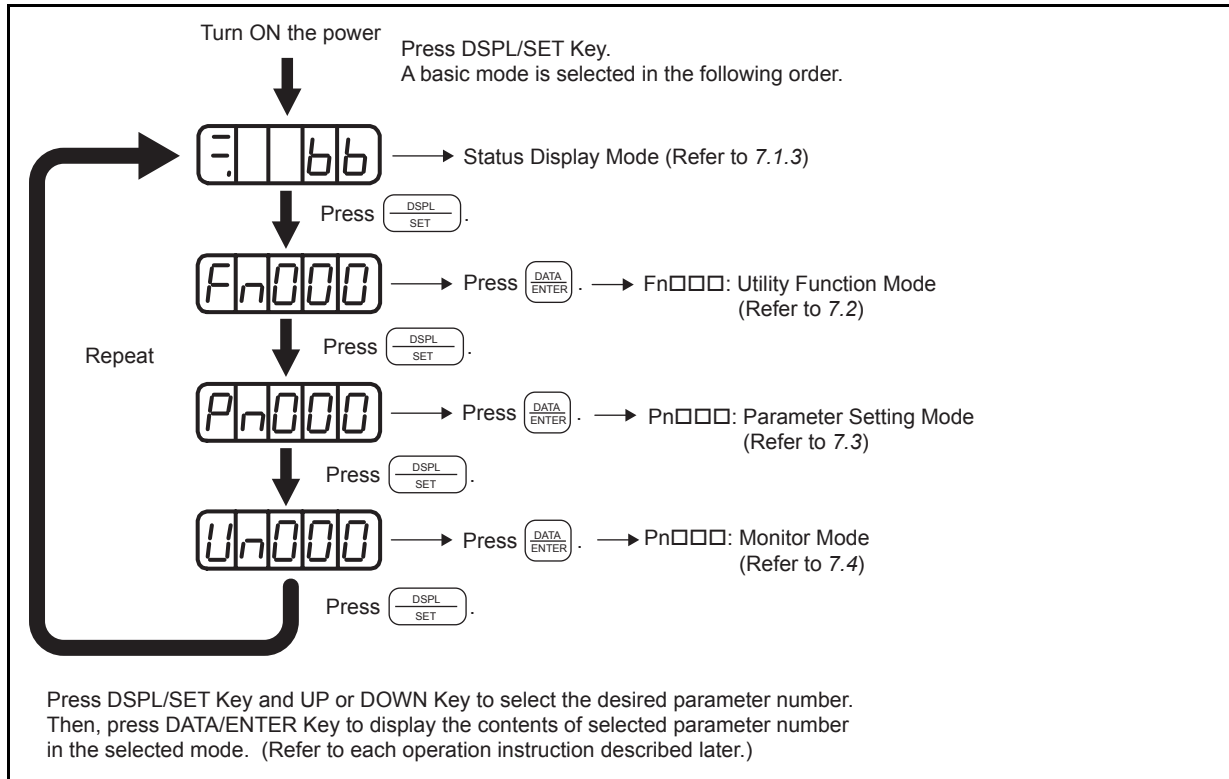 Turn ON the power
Press DSPL/SET Key.
A basic mode is selected in the following order.
bb
Status Display Mode (Refer to 7.1.3)
Press DSPL/SET.
Fn000
Press DATA/ENTER.
Fn□□□: Utility Function Mode
(Refer to 7.2)
Repeat
Press DSPL/SET.
Pn000
Press DATA/ENTER.
Pn□□□: Parameter Setting Mode
(Refer to 7.3)
Press DSPL/SET.
Un000
Press DATA/ENTER.
Pn□□□: Monitor Mode
(Refer to 7.4)
Press DSPL/SET.
Press DSPL/SET Key and UP or DOWN Key to select the desired parameter number.
Then, press DATA/ENTER Key to display the contents of selected parameter number
in the selected mode. (Refer to each operation instruction described later.)